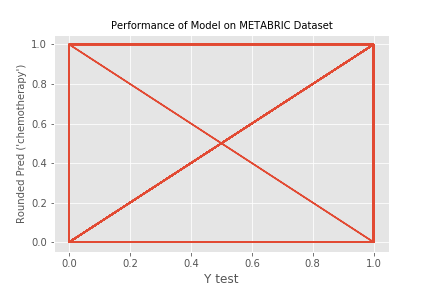 Performance of Model on METABRIC Dataset
1.0
0.8
0.6
0.4
0.2
0.0
Rounded Pred ('chemotherapy')
0.0 0.2 0.4 0.6 0.8 1.0
Y test